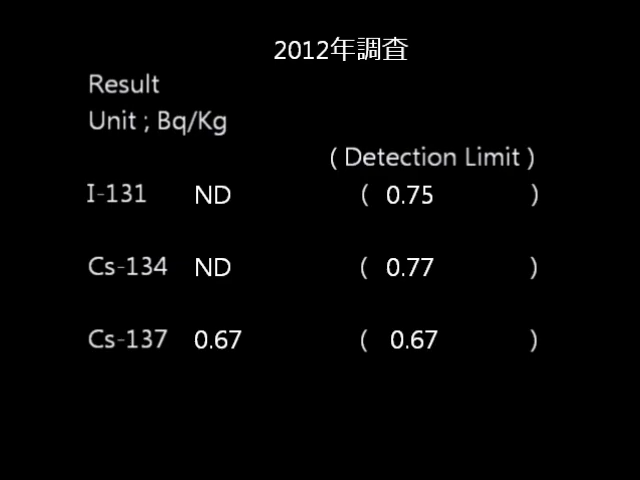 2012年調査
Result
Unit ; Bq/Kg
( Detection Limit )
I-131 ND ( 0.75 )
Cs-134 ND ( 0.77 )
Cs-137 0.67 ( 0.67 )